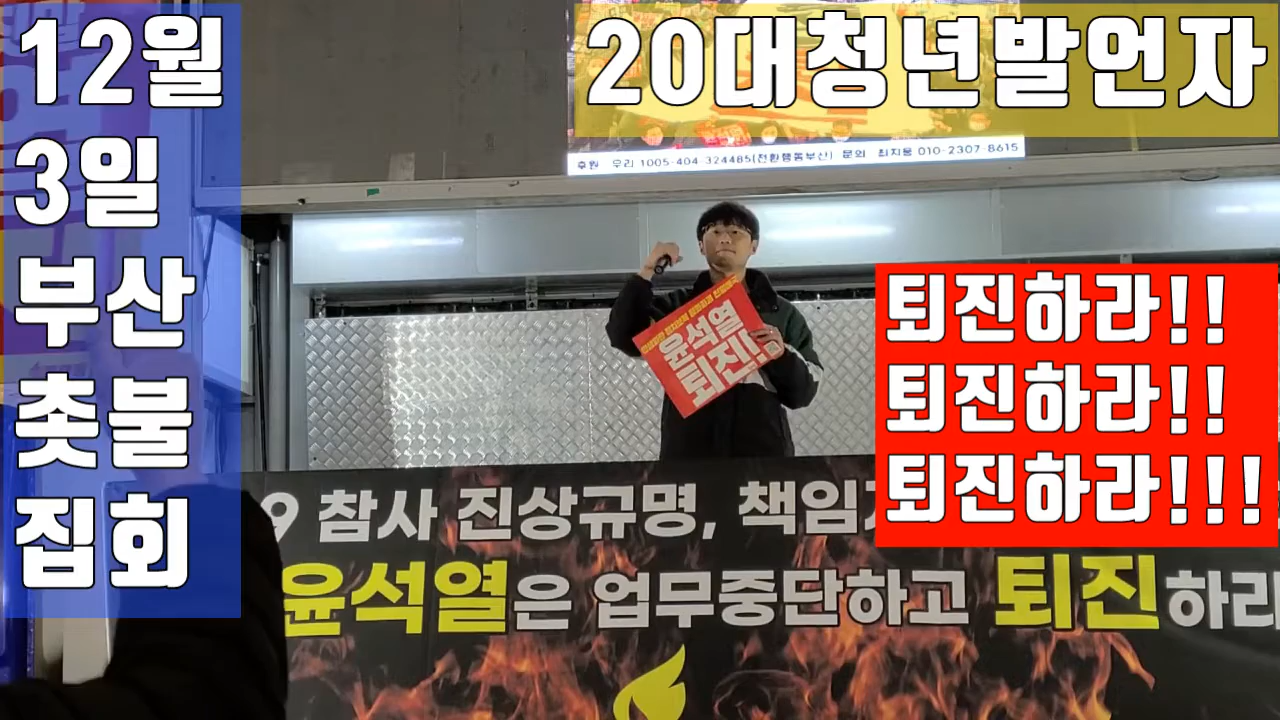 12월
3일
부산
촛불
집회
20대청년발언자
후원 우리 1005-404-324485(전환행동부산) 문의 최지웅 010-2307-8615
퇴진하라!!
퇴진하라!!
퇴진하라!!!
윤석열
퇴진!!
9 참사 진상규명, 책임
윤석열은 업무중단하고 퇴진하라